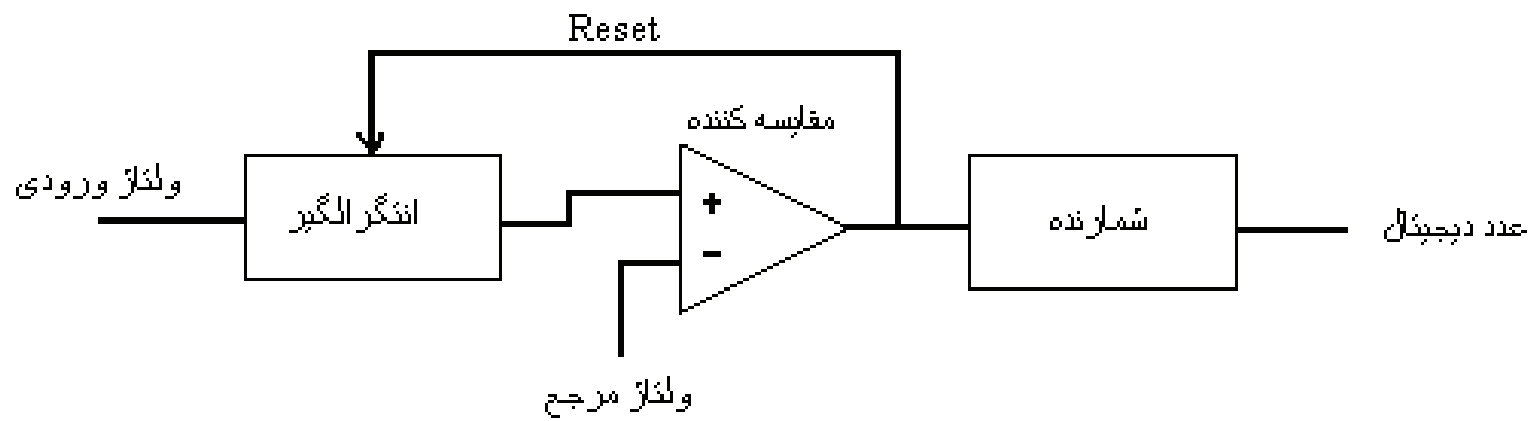 Reset
مقایسه کننده
ولتاژ ورودی
انتگرالگیر
+
-
شمارنده
عدد دیجیتال
ولتاژ مرجع